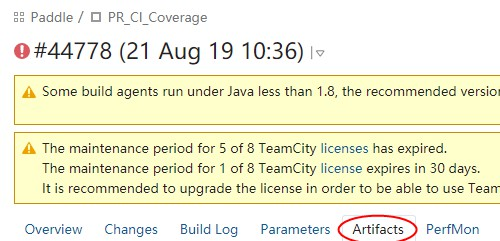 Paddle / PR_CI_Coverage
#44778 (21 Aug 19 10:36)
Some build agents run under Java less than 1.8, the recommended version
The maintenance period for 5 of 8 TeamCity licenses has expired.
The maintenance period for 1 of 8 TeamCity license expires in 30 days.
It is recommended to upgrade the license in order to be able to use Team
Overview Changes Build Log Parameters Artifacts PerfMon